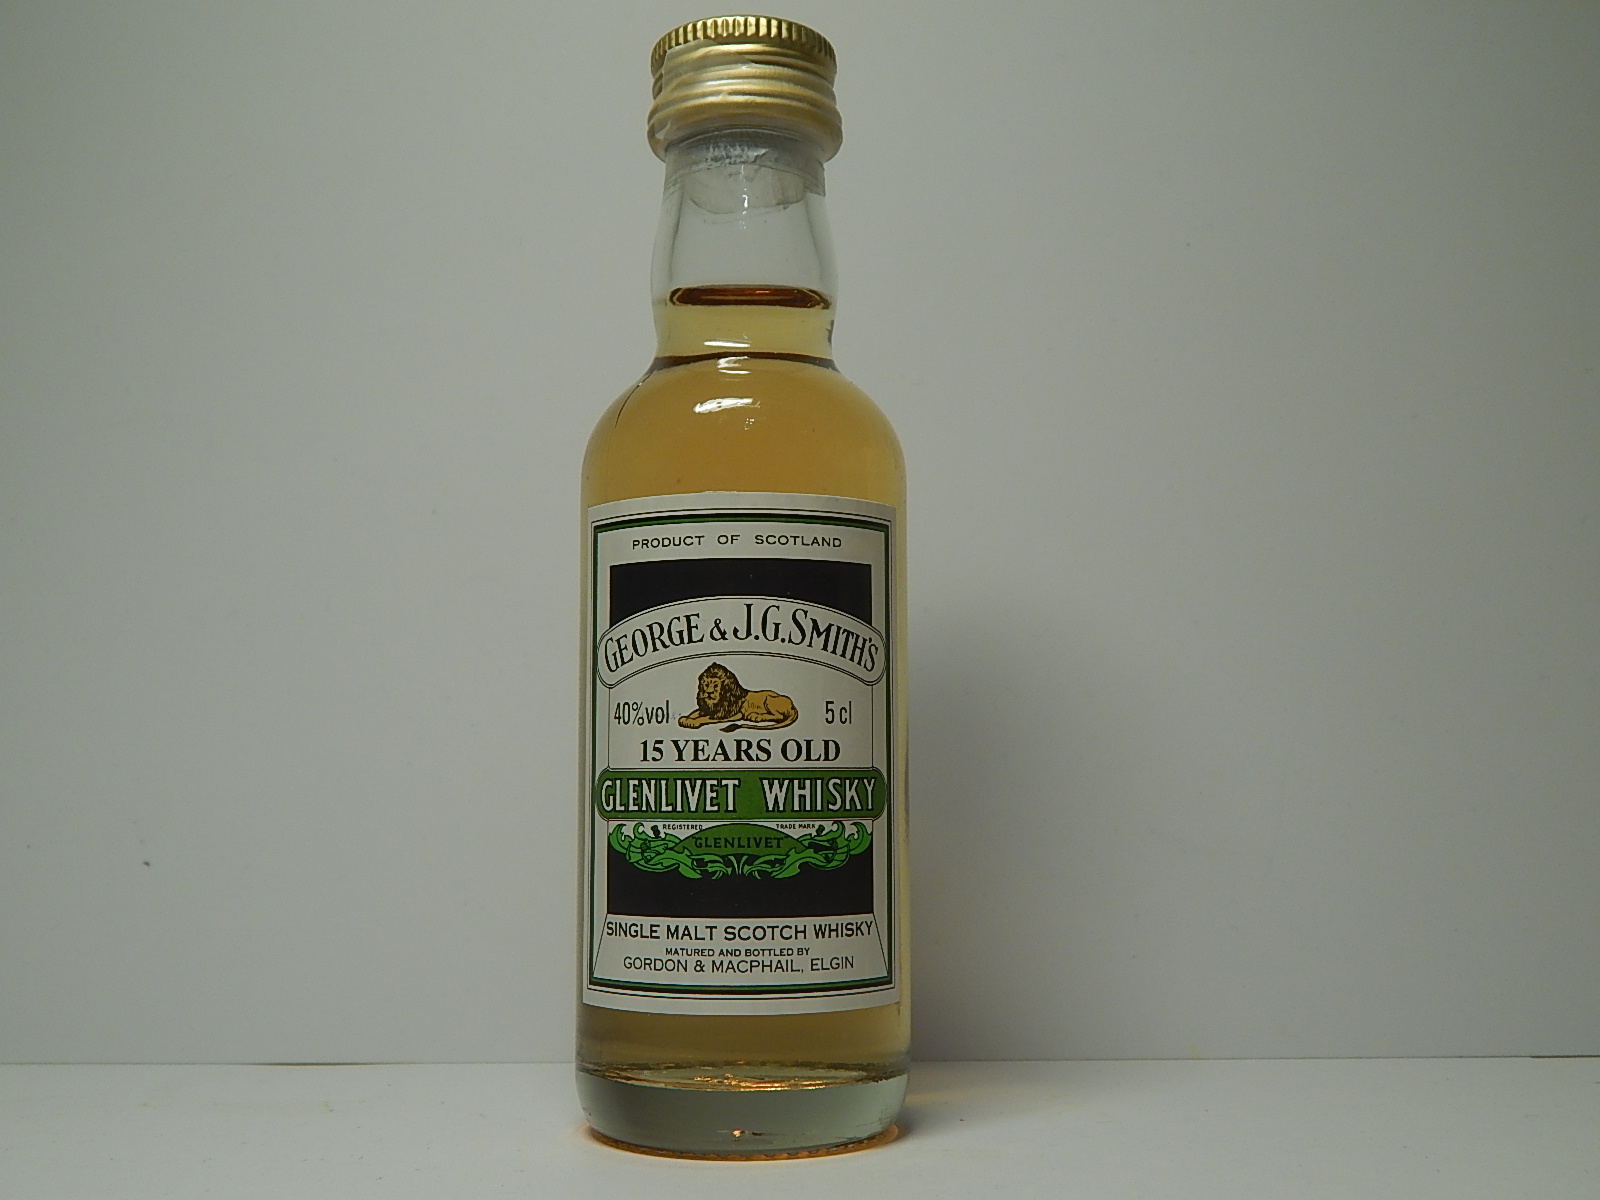 PRODUCT OF SCOTLAND
GEORGE & J.G. SMITH'S
40%vol 5cl
15 YEARS OLD
GLENLIVET WHISKY
REGISTERED TRADE MARK
"GLENLIVET"
SINGLE MALT SCOTCH WHISKY
MATURED AND BOTTLED BY
GORDON & MACPHAIL, ELGIN